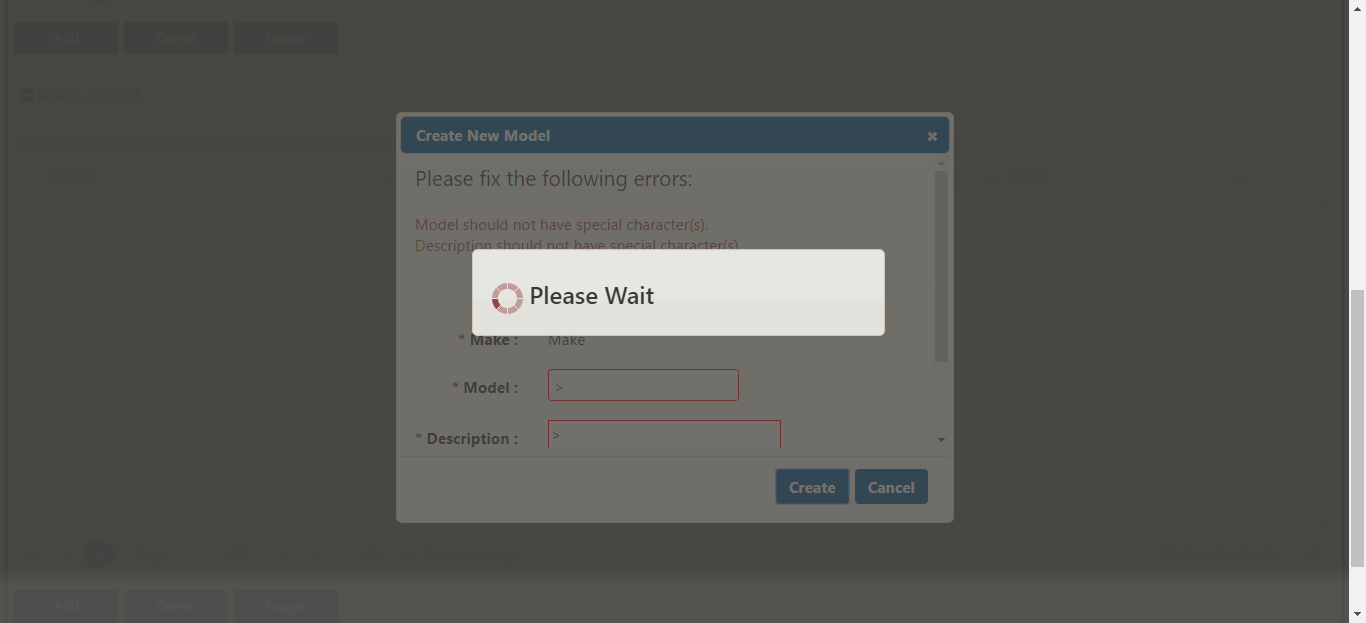 Add Delete Toggle
Make - Model
Create New Model
Please fix the following errors:
Model should not have special character(s).
Description should not have special character(s)
Please Wait
* Make : Make
* Model : >
* Description : >
Create Cancel
Add Delete Toggle